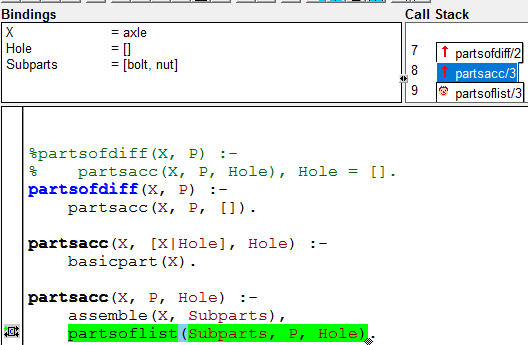 Bindings
X = axle
Hole = []
Subparts = [bolt, nut]
Call Stack
7 partsofdiff/2
8 partsacc/3
9 partsoflist/3
%partsofdiff(X, P) :-
%    partsacc(X, P, Hole), Hole = [].
partsofdiff(X, P) :-
    partsacc(X, P, []).
partsacc(X, [X|Hole], Hole) :-
    basicpart(X).
partsacc(X, P, Hole) :-
    assemble(X, Subparts),
    partsoflist(Subparts, P, Hole).